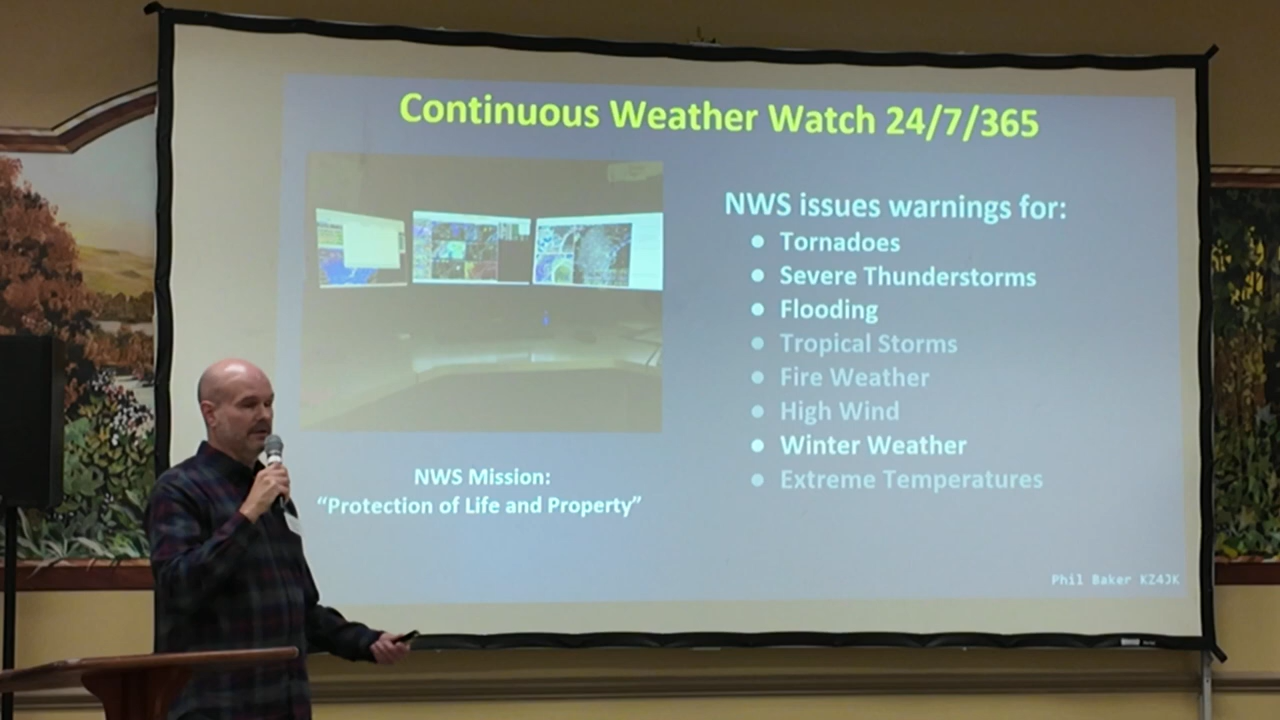 Continuous Weather Watch 24/7/365
NWS issues warnings for:
● Tornadoes
● Severe Thunderstorms
● Flooding
● Tropical Storms
● Fire Weather
● High Wind
● Winter Weather
● Extreme Temperatures
NWS Mission:
“Protection of Life and Property”
Phil Baker KZ4JK